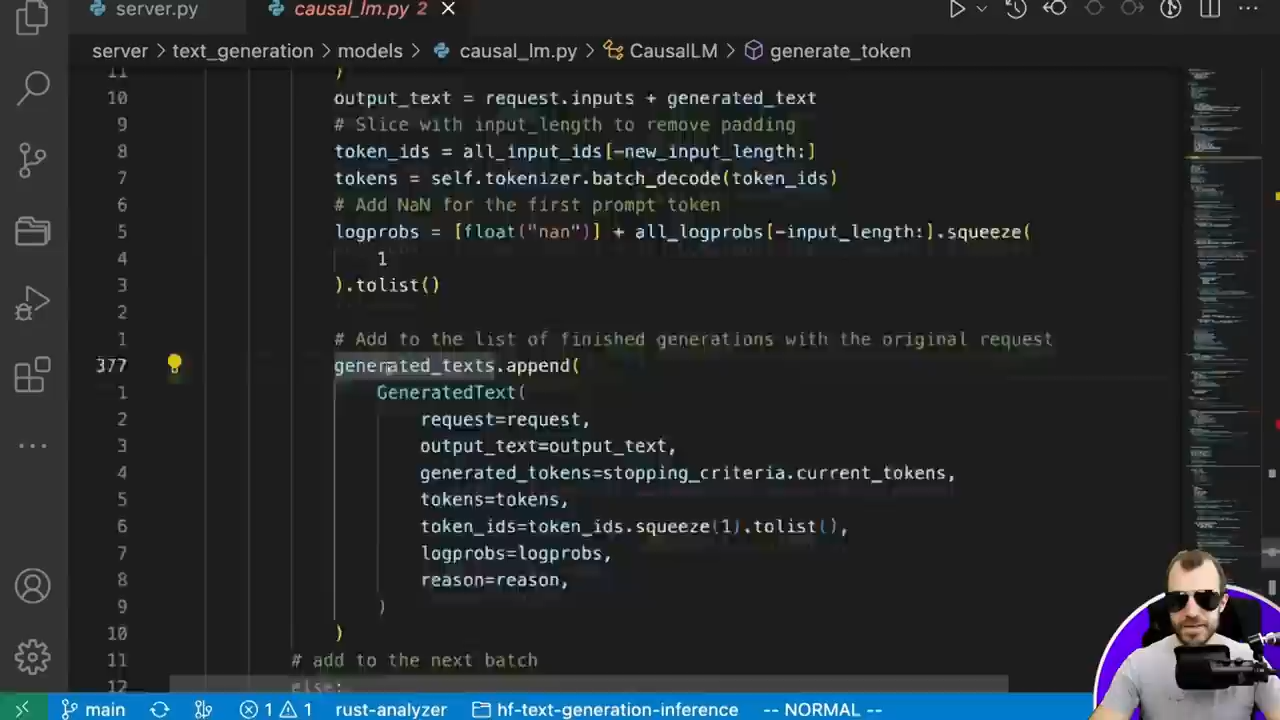 server.py
causal_lm.py 2
server > text_generation > models > causal_lm.py > CausalLM > generate_token
11 )
10 output_text = request.inputs + generated_text
9 # Slice with input_length to remove padding
8 token_ids = all_input_ids[-new_input_length:]
7 tokens = self.tokenizer.batch_decode(token_ids)
6 # Add NaN for the first prompt token
5 logprobs = [float("nan")] + all_logprobs[-input_length:].squeeze(
4 1
3 ).tolist()
2
1 # Add to the list of finished generations with the original request
377 generated_texts.append(
1 GeneratedText(
2 request=request,
3 output_text=output_text,
4 generated_tokens=stopping_criteria.current_tokens,
5 tokens=tokens,
6 token_ids=token_ids.squeeze(1).tolist(),
7 logprobs=logprobs,
8 reason=reason,
9 )
10 )
11 # add to the next batch
12 else:
main 1 1 rust-analyzer hf-text-generation-inference -- NORMAL --